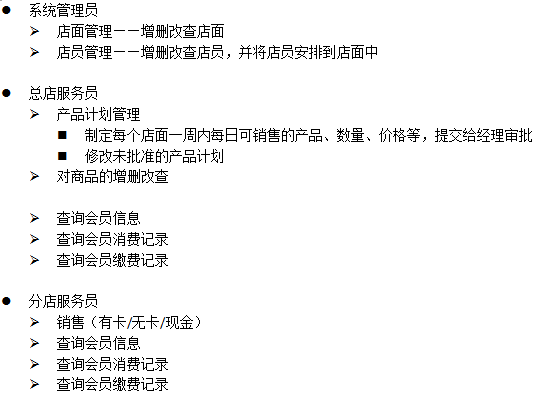 ● 系统管理员
➢ 店面管理——增删改查店面
➢ 店员管理——增删改查店员，并将店员安排到店面中
● 总店服务员
➢ 产品计划管理
■ 制定每个店面一周内每日可销售的产品、数量、价格等，提交给经理审批
■ 修改未批准的产品计划
➢ 对商品的增删改查
➢ 查询会员信息
➢ 查询会员消费记录
➢ 查询会员缴费记录
● 分店服务员
➢ 销售（有卡/无卡/现金）
➢ 查询会员信息
➢ 查询会员消费记录
➢ 查询会员缴费记录